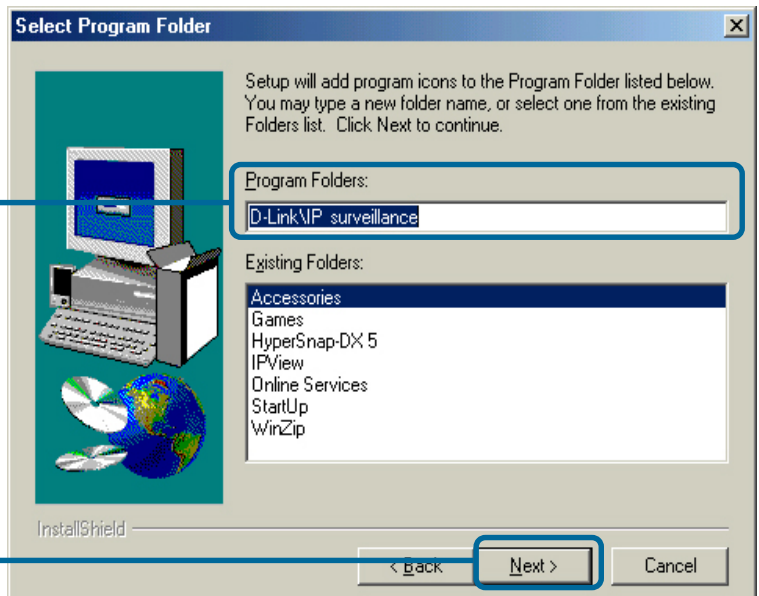 Select Program Folder
Setup will add program icons to the Program Folder listed below.
You may type a new folder name, or select one from the existing
Folders list. Click Next to continue.
Program Folders:
D-Link\IP surveillance
Existing Folders:
Accessories
Games
HyperSnap-DX 5
IPView
Online Services
StartUp
WinZip
InstallShield
< Back
Next >
Cancel